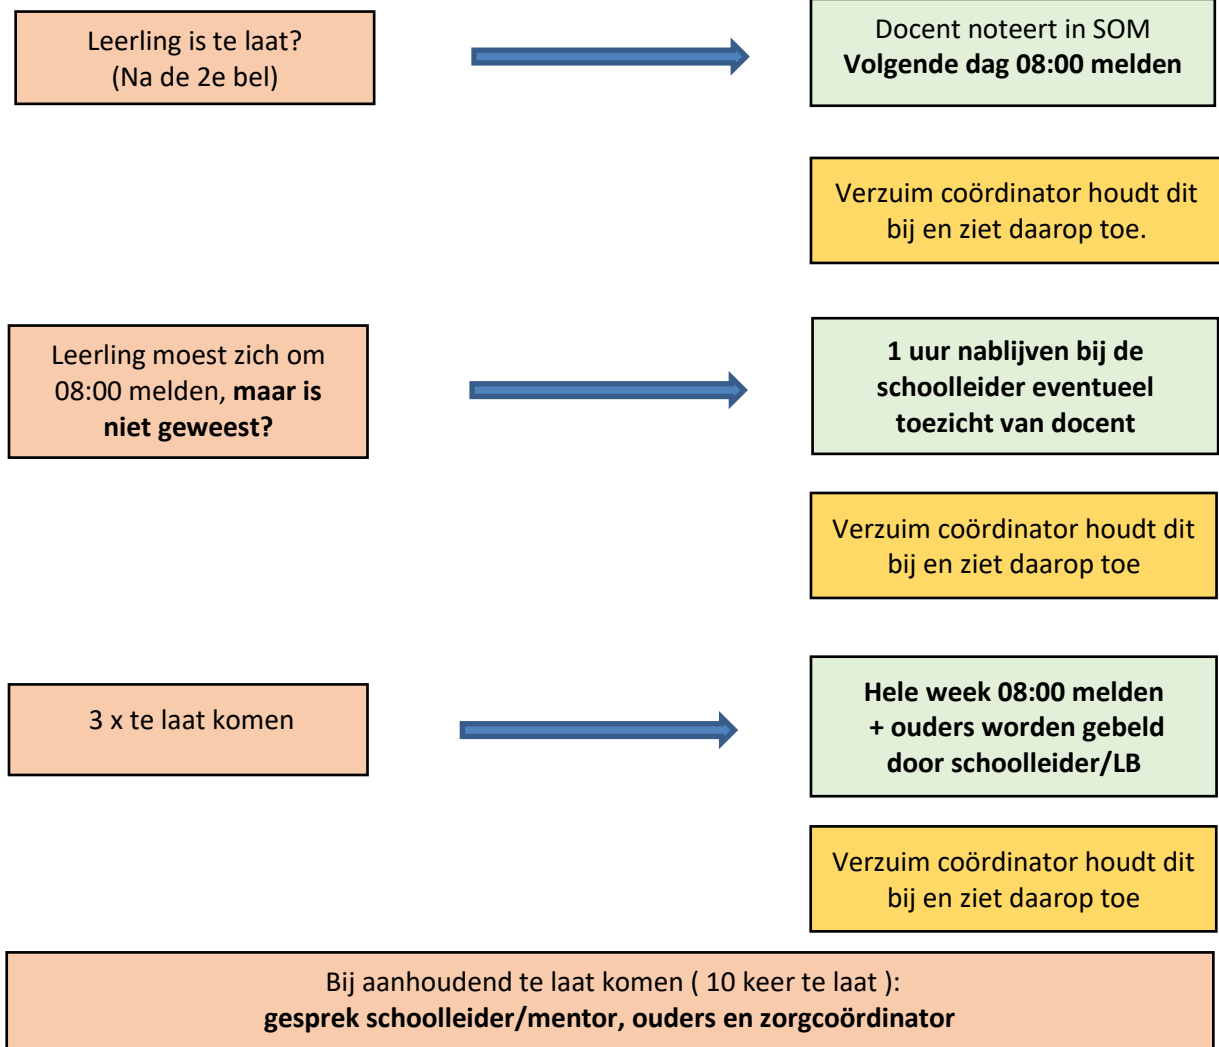 Leerling is te laat?
(Na de 2e bel)
Docent noteert in SOM
Volgende dag 08:00 melden
Verzuim coördinator houdt dit
bij en ziet daarop toe.
Leerling moest zich om
08:00 melden, maar is
niet geweest?
1 uur nablijven bij de
schoolleider eventueel
toezicht van docent
Verzuim coördinator houdt dit
bij en ziet daarop toe
3 x te laat komen
Hele week 08:00 melden
+ ouders worden gebeld
door schoolleider/LB
Verzuim coördinator houdt dit
bij en ziet daarop toe
Bij aanhoudend te laat komen ( 10 keer te laat ):
gesprek schoolleider/mentor, ouders en zorgcoördinator